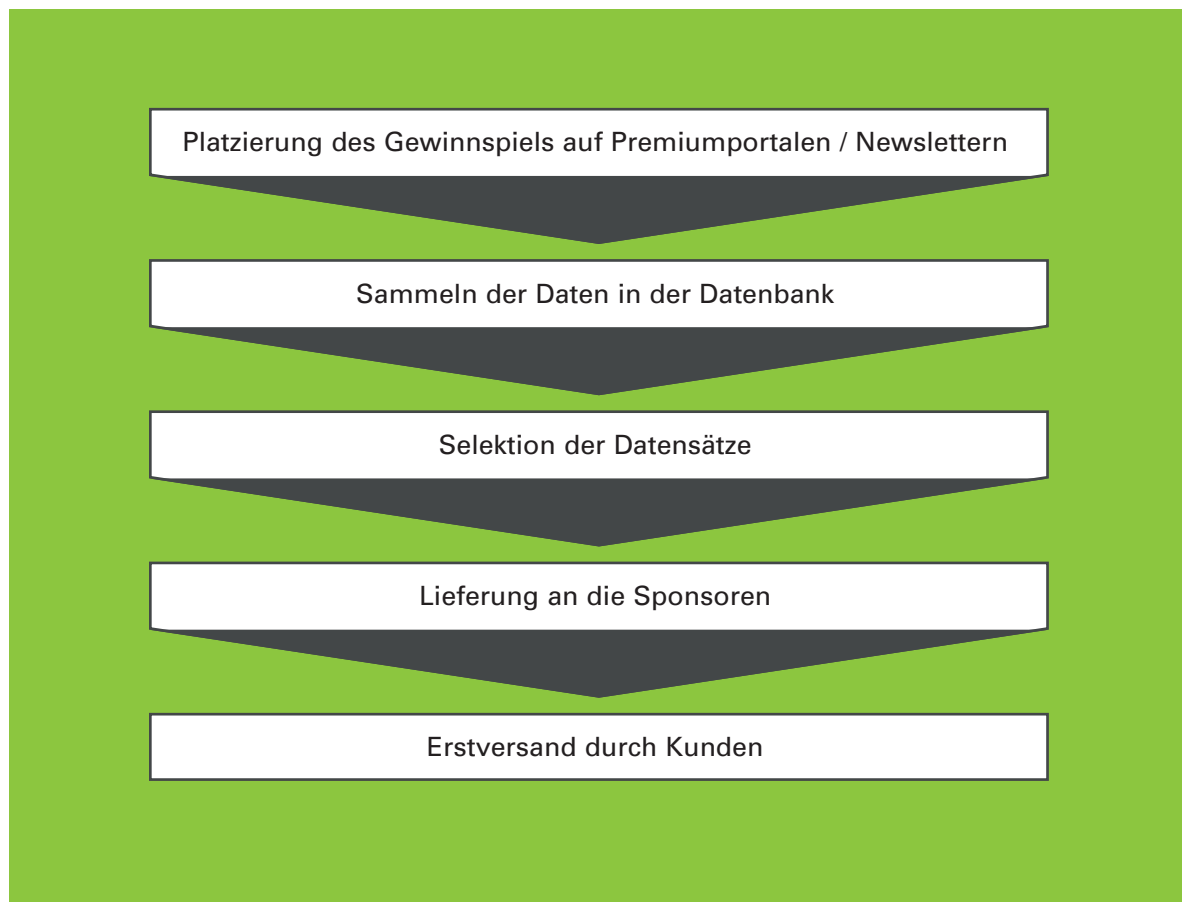 Platzierung des Gewinnspiels auf Premiumportalen / Newslettern
Sammeln der Daten in der Datenbank
Selektion der Datensätze
Lieferung an die Sponsoren
Erstversand durch Kunden